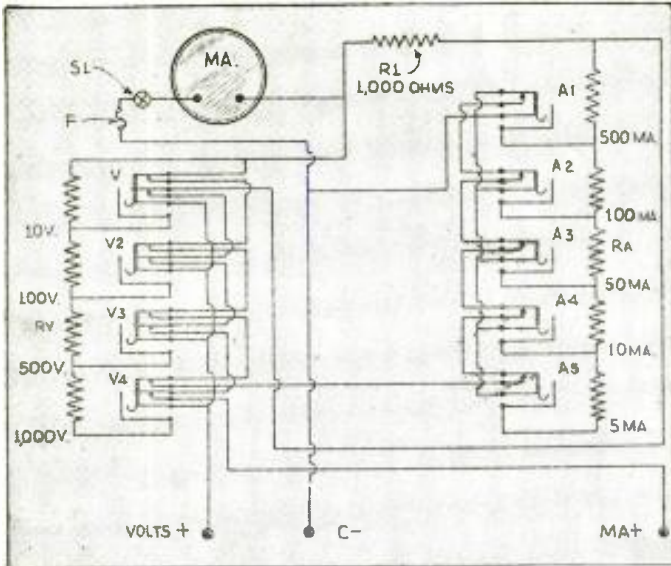 MA.
SL
F
R1
1,000 OHMS
A1
500 MA.
A2
100 MA.
RA
A3
50 MA.
A4
10 MA.
A5
5 MA
V
10V.
V2
100V.
V3
500V.
V4
1,000V.
VOLTS +
C-
MA+